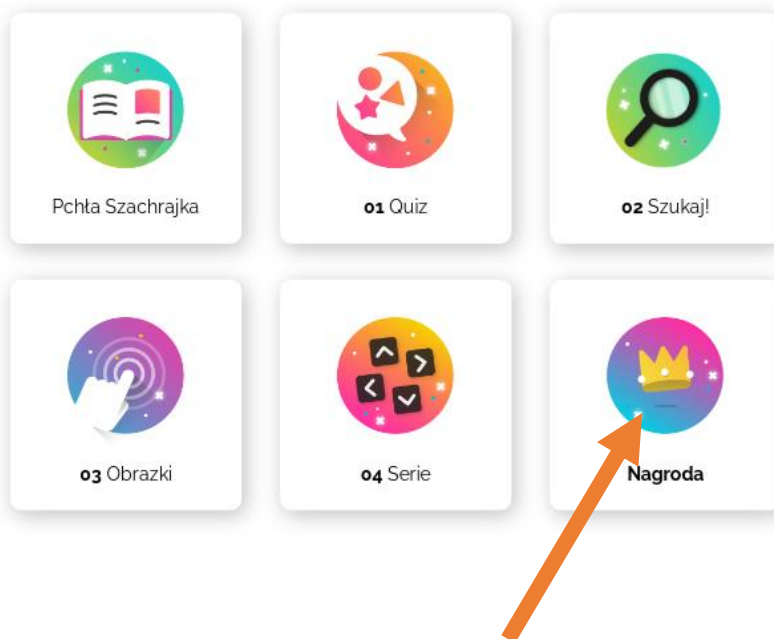 Pchła Szachrajka
01 Quiz
02 Szukaj!
03 Obrazki
04 Serie
Nagroda